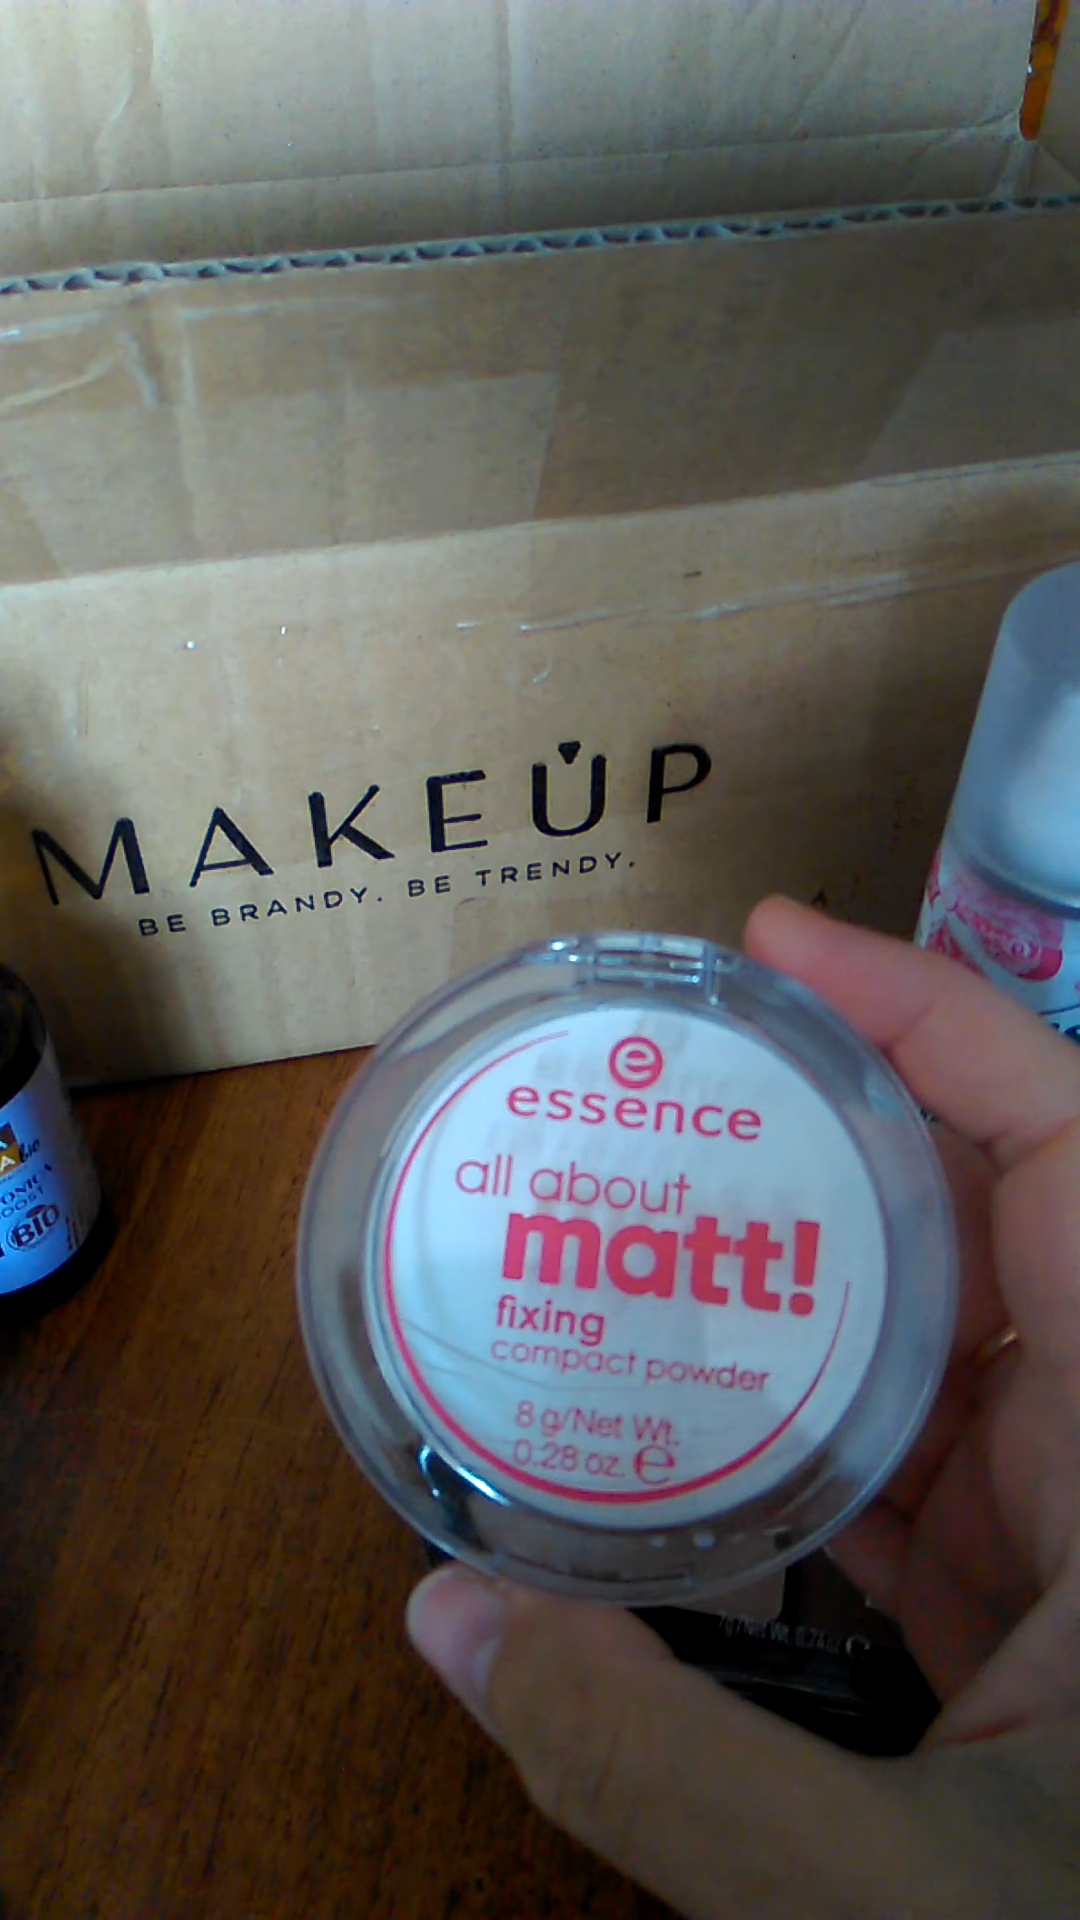 MAKEUP
BE BRANDY. BE TRENDY.
e
essence
all about
matt!
fixing
compact powder
8 g/Net Wt.
0.28 oz. e
bio
BIO